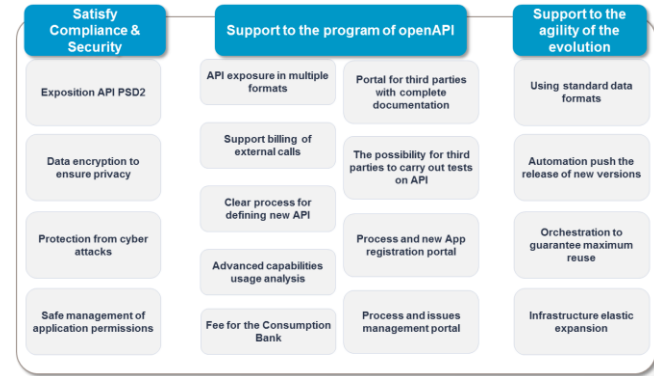 Satisfy
Compliance &
Security
Exposition API PSD2
Data encryption to
ensure privacy
Protection from cyber
attacks
Safe management of
application permissions
Support to the program of openAPI
API exposure in multiple
formats
Support billing of
external calls
Clear process for
defining new API
Advanced capabilities
usage analysis
Fee for the Consumption
Bank
Portal for third parties
with complete
documentation
The possibility for third
parties to carry out tests
on API
Process and new App
registration portal
Process and issues
management portal
Support to the
agility of the
evolution
Using standard data
formats
Automation push the
release of new versions
Orchestration to
guarantee maximum
reuse
Infrastructure elastic
expansion